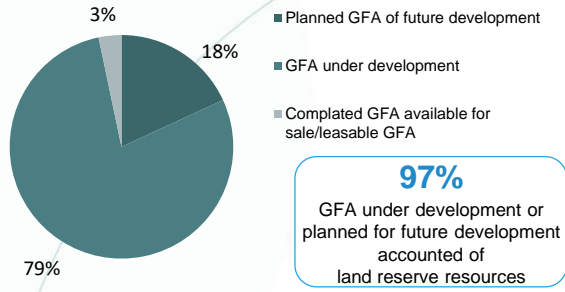 3%
18%
79%
Planned GFA of future development
GFA under development
Complated GFA available for
sale/leasable GFA
97%
GFA under development or
planned for future development
accounted of
land reserve resources